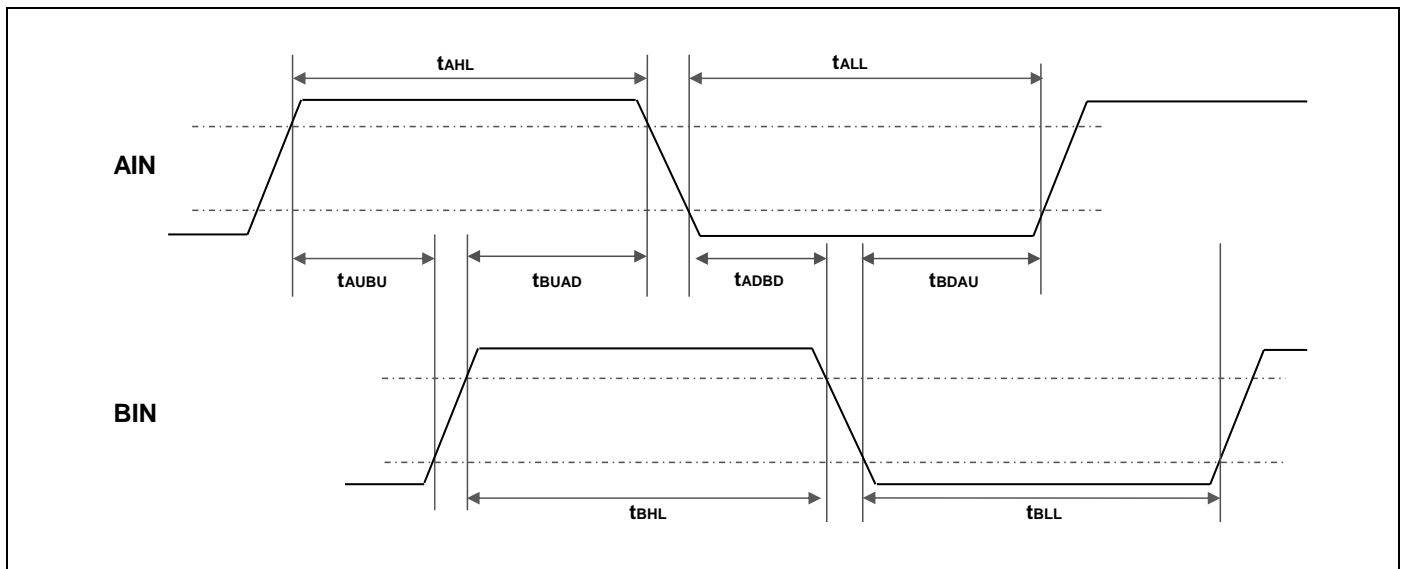 tAHL
tALL
AIN
tAUBU
tBUAD
tADBD
tBDAU
BIN
tBHL
tBLL